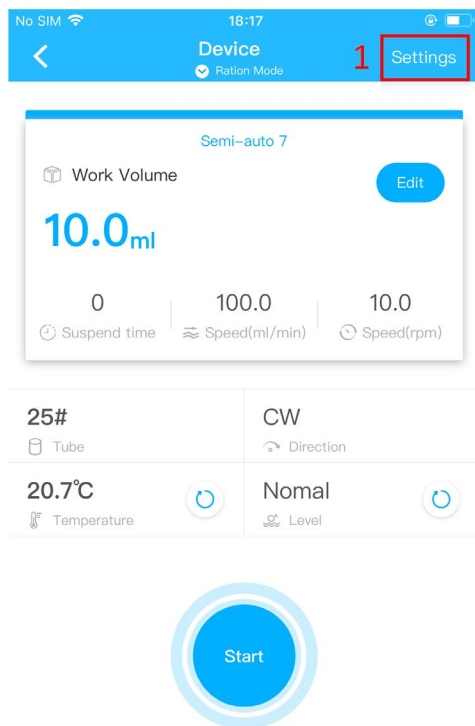 No SIM 18:17
Device
Ration Mode
1 Settings
Semi-auto 7
Work Volume
Edit
10.0ml
0 100.0 10.0
Suspend time Speed(ml/min) Speed(rpm)
25# CW
Tube Direction
20.7℃ Nomal
Temperature Level
Start